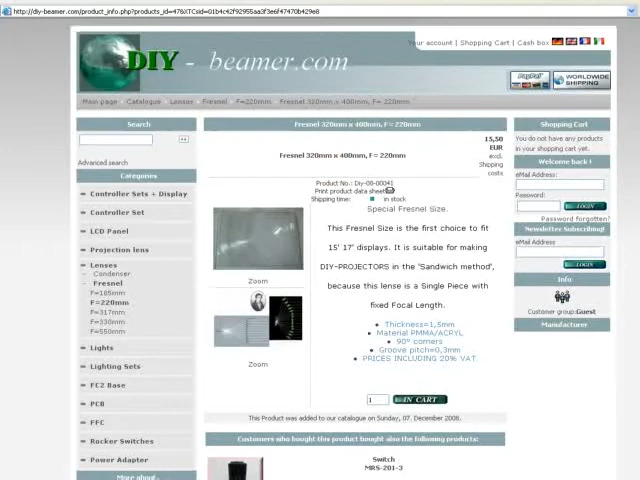 http://diy-beamer.com/product_info.php?products_id=47&XTCsid=01b4c42f92955aa3f3e6f47470b429e8
Your account | Shopping Cart | Cash box
DIY - beamer.com
PayPal
WORLDWIDE SHIPPING
Main page - Catalogue - Lenses - Fresnel - F=220mm - Fresnel 320mm x 400mm, F= 220mm
Search
Advanced search
Categories
Controller Sets + Display
Controller Set
LCD Panel
Projection lens
Lenses
- Condenser
- Fresnel
F=185mm
F=220mm
F=317mm
F=330mm
F=550mm
Lights
Lighting Sets
FC2 Base
PCB
FFC
Rocker Switches
Power Adapter
More about...
Fresnel 320mm x 400mm, F= 220mm
Fresnel 320mm x 400mm, F= 220mm
15,50
EUR
excl.
Shipping
costs
Product No.: Diy-08-00041
Print product data sheet
Shipping time: in stock
Special Fresnel Size.
This Fresnel Size is the first choice to fit
15' 17' displays. It is suitable for making
DIY-PROJECTORS in the 'Sandwich method',
because this lense is a Single Piece with
fixed Focal Length.
Zoom
Zoom
• Thickness=1,5mm
• Material PMMA/ACRYL
• 90º corners
• Groove pitch=0,3mm
• PRICES INCLUDING 20% VAT.
1
IN CART
This Product was added to our catalogue on Sunday, 07. December 2008.
Customers who bought this product bought also the following products:
Switch
MRS-201-3
Shopping Cart
You do not have any products
in your shopping cart yet.
Welcome back !
eMail Address:
Password:
LOGIN
Password forgotten?
Newsletter Subscribing!
eMail Address
LOGIN
Info
Customer group:Guest
Manufacturer